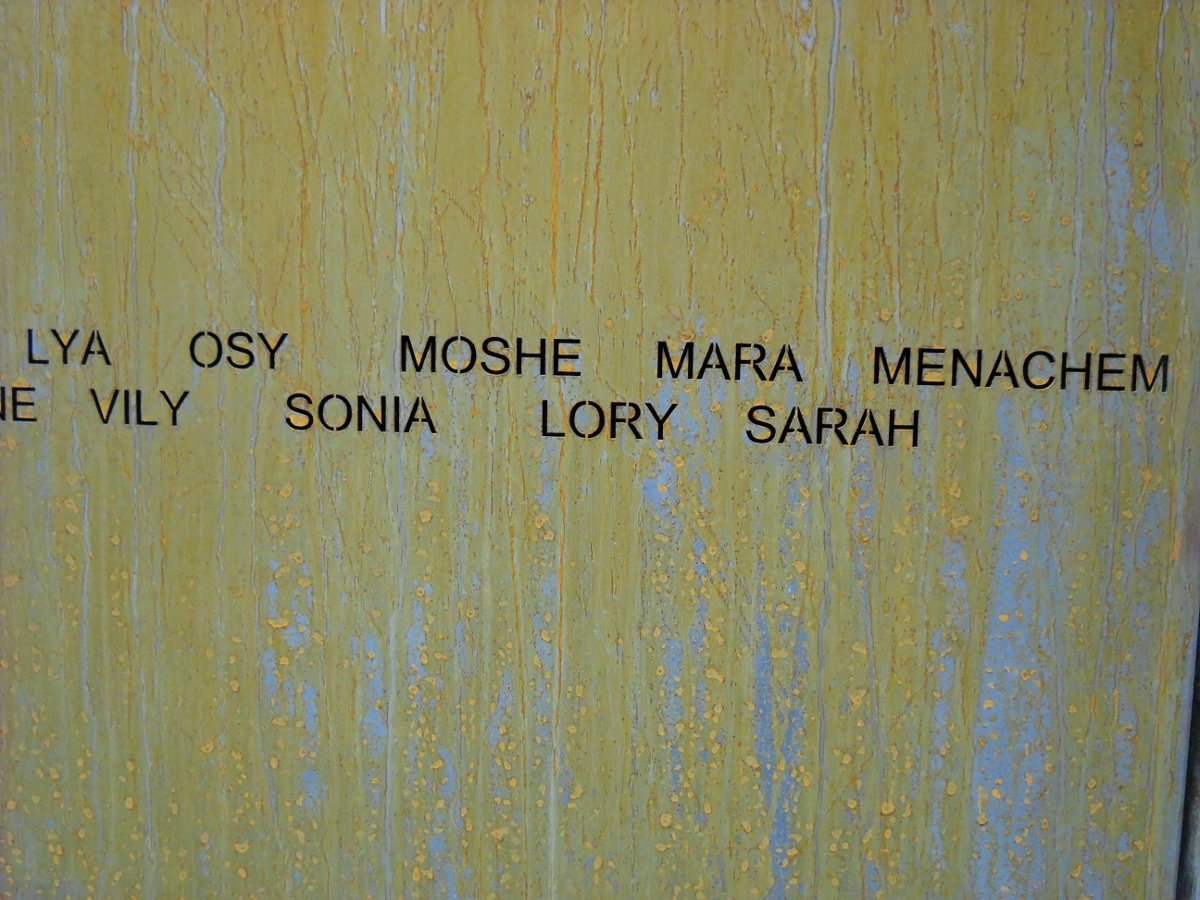 LYA OSY MOSHE MARA MENACHEM
VILY SONIA LORY SARAH